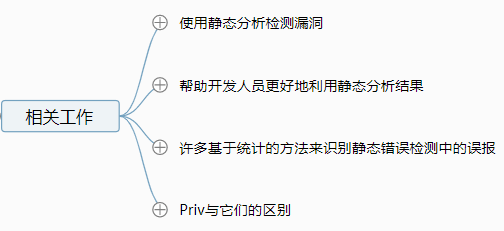 使用静态分析检测漏洞
帮助开发人员更好地利用静态分析结果
相关工作
许多基于统计的方法来识别静态错误检测中的误报
Priv与它们的区别